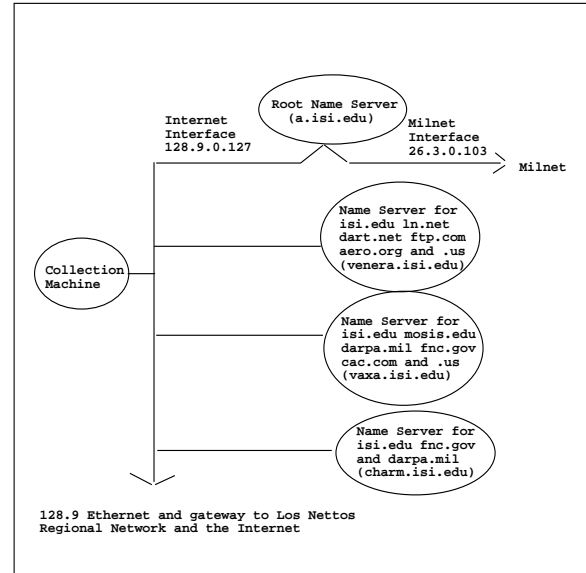 Root Name Server
(a.isi.edu)
Internet
Interface
128.9.0.127
Milnet
Interface
26.3.0.103
Milnet
Name Server for
isi.edu ln.net
dart.net ftp.com
aero.org and .us
(venera.isi.edu)
Collection
Machine
Name Server for
isi.edu mosis.edu
darpa.mil fnc.gov
cac.com and .us
(vaxa.isi.edu)
Name Server for
isi.edu fnc.gov
and darpa.mil
(charm.isi.edu)
128.9 Ethernet and gateway to Los Nettos
Regional Network and the Internet